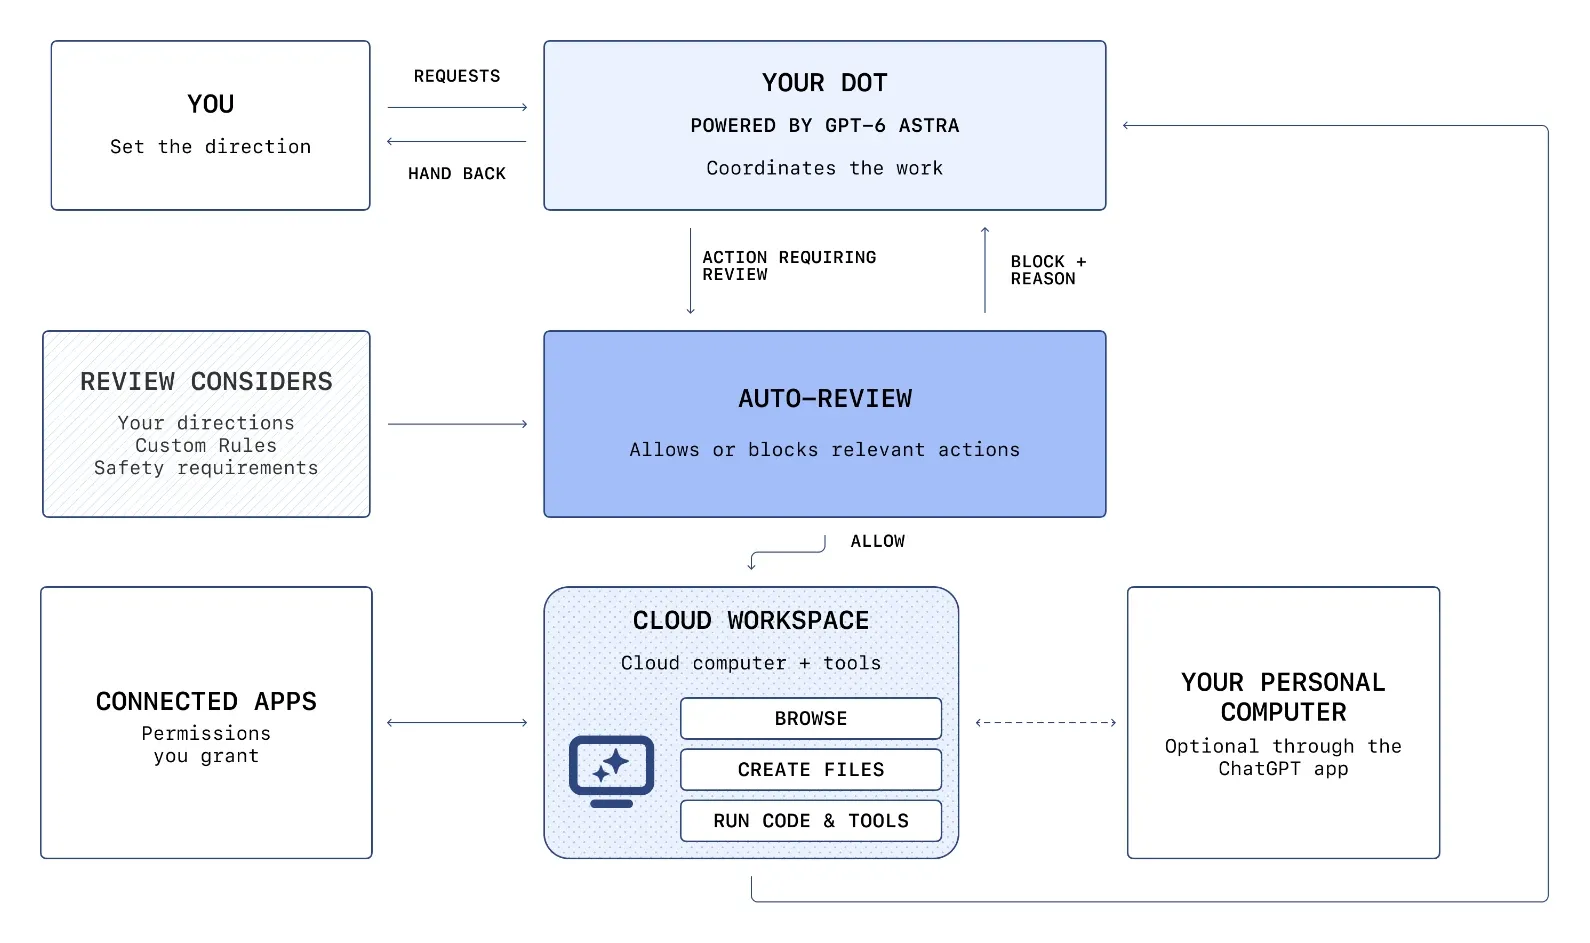 YOU
Set the direction
REQUESTS
HAND BACK
YOUR DOT
POWERED BY GPT-6 ASTRA
Coordinates the work
ACTION REQUIRING
REVIEW
BLOCK +
REASON
REVIEW CONSIDERS
Your directions
Custom Rules
Safety requirements
AUTO-REVIEW
Allows or blocks relevant actions
ALLOW
CONNECTED APPS
Permissions
you grant
CLOUD WORKSPACE
Cloud computer + tools
BROWSE
CREATE FILES
RUN CODE & TOOLS
YOUR PERSONAL
COMPUTER
Optional through the
ChatGPT app